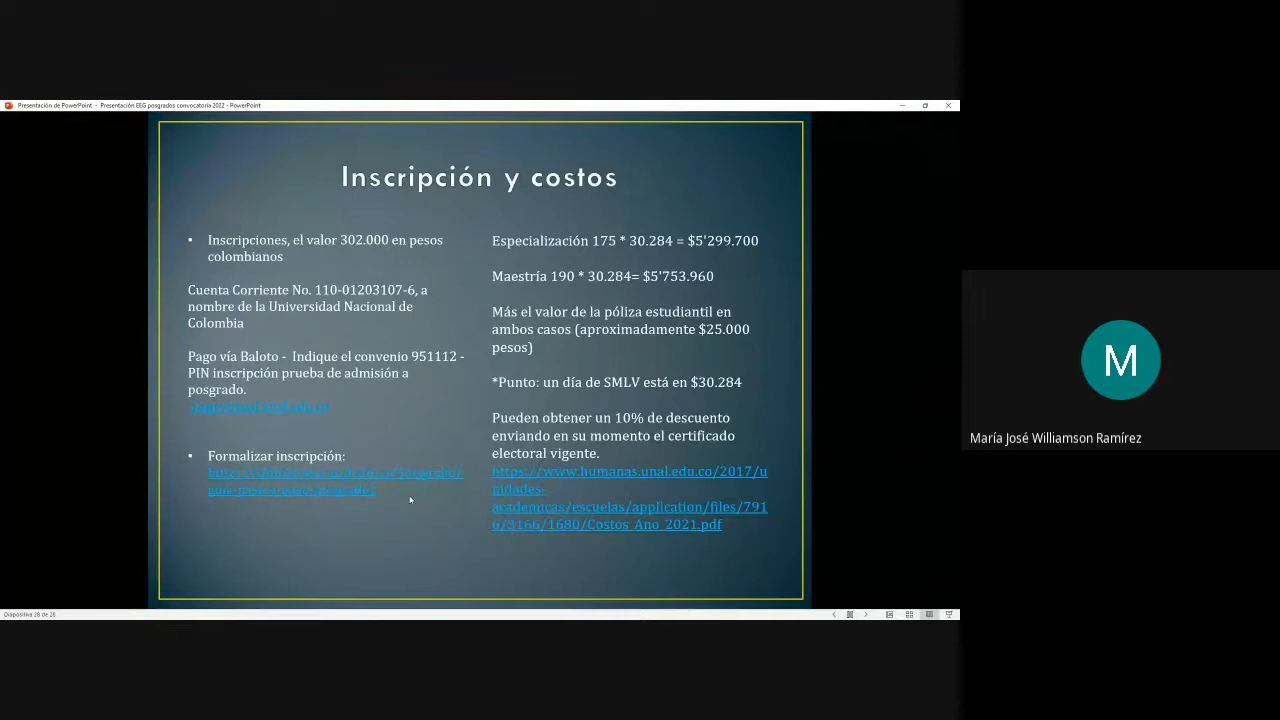 Presentación de PowerPoint - Presentación EEG posgrados convocatoria 2022 - PowerPoint
Inscripción y costos
• Inscripciones, el valor 302.000 en pesos
colombianos
Cuenta Corriente No. 110-01203107-6, a
nombre de la Universidad Nacional de
Colombia
Pago vía Baloto - Indique el convenio 951112 -
PIN inscripción prueba de admisión a
posgrado.
• Formalizar inscripción:
Especialización 175 * 30.284 = $5'299.700
Maestría 190 * 30.284= $5'753.960
Más el valor de la póliza estudiantil en
ambos casos (aproximadamente $25.000
pesos)
*Punto: un día de SMLV está en $30.284
Pueden obtener un 10% de descuento
enviando en su momento el certificado
electoral vigente.
https://www.humanas.unal.edu.co/2017/u
nidades-
academicas/escuelas/application/files/791
6/3166/1680/Costos_Ano_2021.pdf
Diapositiva 28 de 28
M
María José Williamson Ramírez